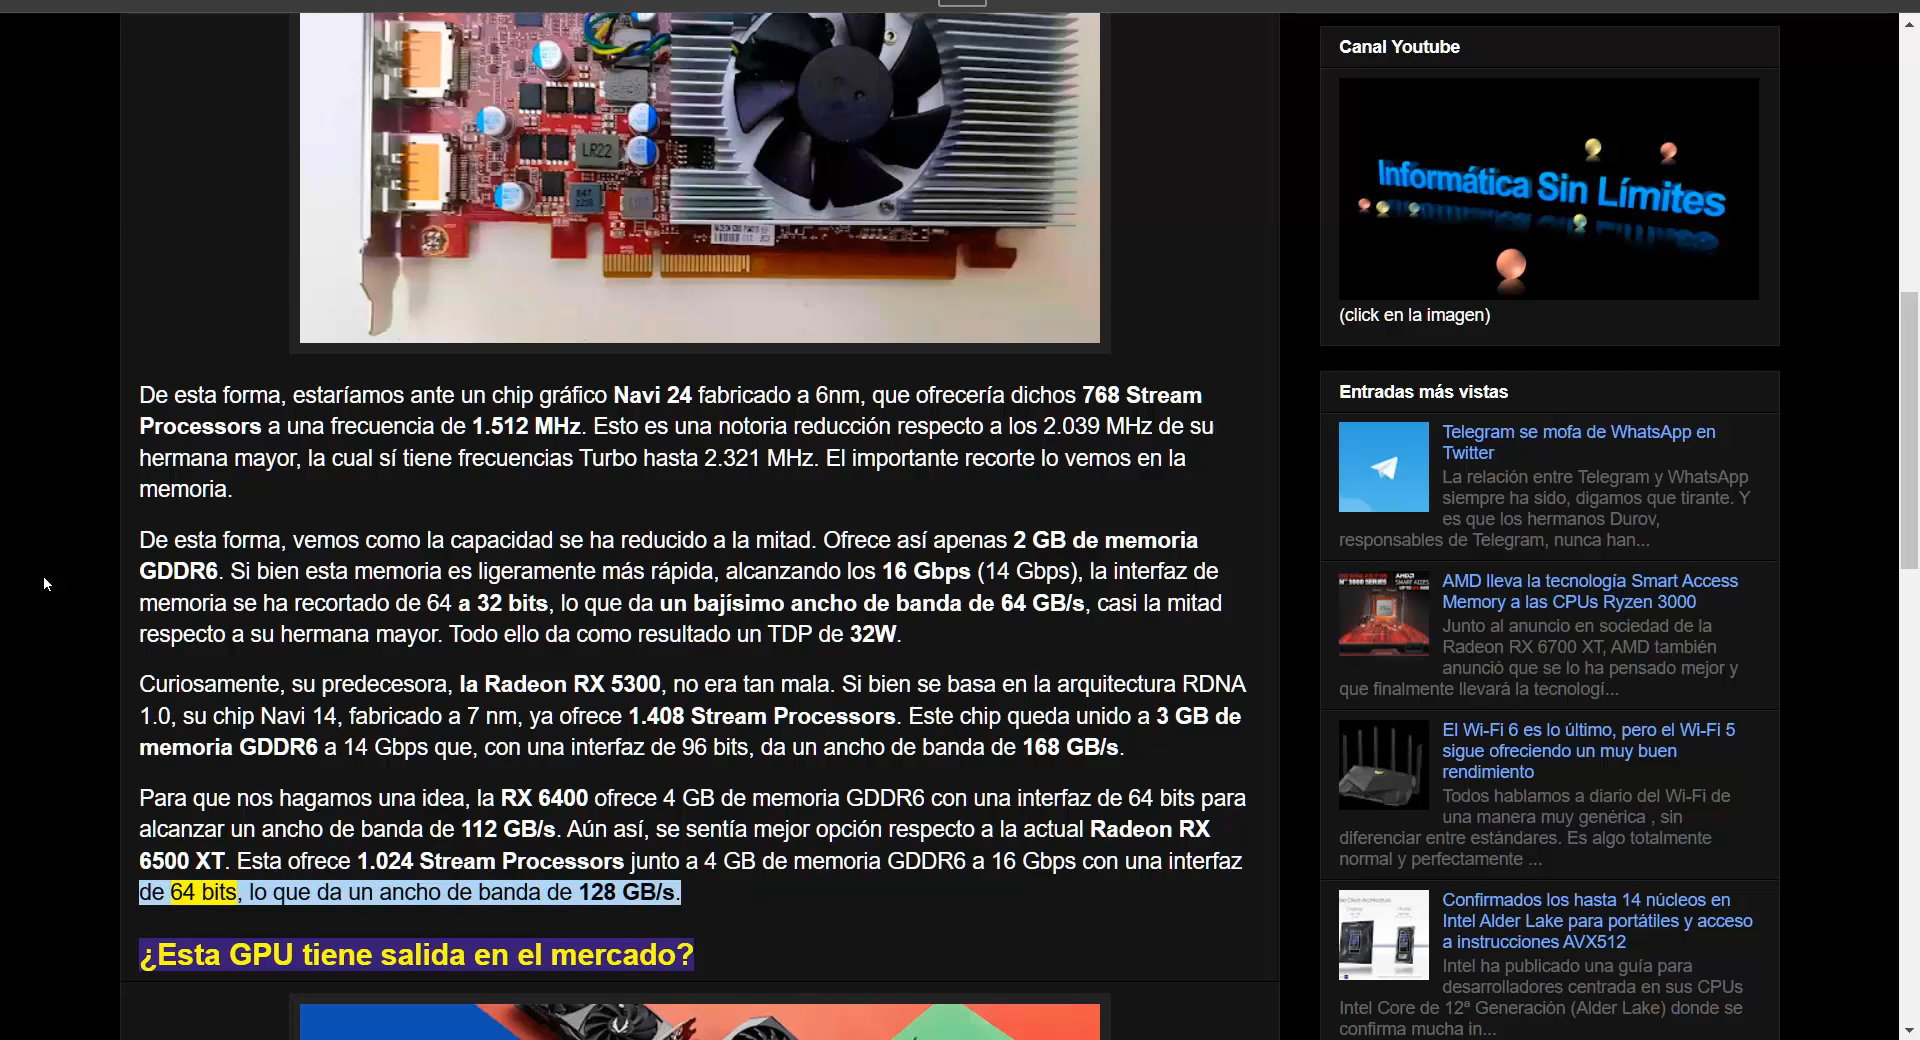 LR22
De esta forma, estaríamos ante un chip gráfico Navi 24 fabricado a 6nm, que ofrecería dichos 768 Stream
Processors a una frecuencia de 1.512 MHz. Esto es una notoria reducción respecto a los 2.039 MHz de su
hermana mayor, la cual sí tiene frecuencias Turbo hasta 2.321 MHz. El importante recorte lo vemos en la
memoria.
De esta forma, vemos como la capacidad se ha reducido a la mitad. Ofrece así apenas 2 GB de memoria
GDDR6. Si bien esta memoria es ligeramente más rápida, alcanzando los 16 Gbps (14 Gbps), la interfaz de
memoria se ha recortado de 64 a 32 bits, lo que da un bajísimo ancho de banda de 64 GB/s, casi la mitad
respecto a su hermana mayor. Todo ello da como resultado un TDP de 32W.
Curiosamente, su predecesora, la Radeon RX 5300, no era tan mala. Si bien se basa en la arquitectura RDNA
1.0, su chip Navi 14, fabricado a 7 nm, ya ofrece 1.408 Stream Processors. Este chip queda unido a 3 GB de
memoria GDDR6 a 14 Gbps que, con una interfaz de 96 bits, da un ancho de banda de 168 GB/s.
Para que nos hagamos una idea, la RX 6400 ofrece 4 GB de memoria GDDR6 con una interfaz de 64 bits para
alcanzar un ancho de banda de 112 GB/s. Aún así, se sentía mejor opción respecto a la actual Radeon RX
6500 XT. Esta ofrece 1.024 Stream Processors junto a 4 GB de memoria GDDR6 a 16 Gbps con una interfaz
de 64 bits, lo que da un ancho de banda de 128 GB/s.
¿Esta GPU tiene salida en el mercado?
Canal Youtube
Informática Sin Límites
(click en la imagen)
Entradas más vistas
Telegram se mofa de WhatsApp en
Twitter
La relación entre Telegram y WhatsApp
siempre ha sido, digamos que tirante. Y
es que los hermanos Durov,
responsables de Telegram, nunca han...
AMD lleva la tecnología Smart Access
Memory a las CPUs Ryzen 3000
Junto al anuncio en sociedad de la
Radeon RX 6700 XT, AMD también
anunció que se lo ha pensado mejor y
que finalmente llevará la tecnologí...
El Wi-Fi 6 es lo último, pero el Wi-Fi 5
sigue ofreciendo un muy buen
rendimiento
Todos hablamos a diario del Wi-Fi de
una manera muy genérica , sin
diferenciar entre estándares. Es algo totalmente
normal y perfectamente ...
Confirmados los hasta 14 núcleos en
Intel Alder Lake para portátiles y acceso
a instrucciones AVX512
Intel ha publicado una guía para
desarrolladores centrada en sus CPUs
Intel Core de 12ª Generación (Alder Lake) donde se
confirma mucha in...